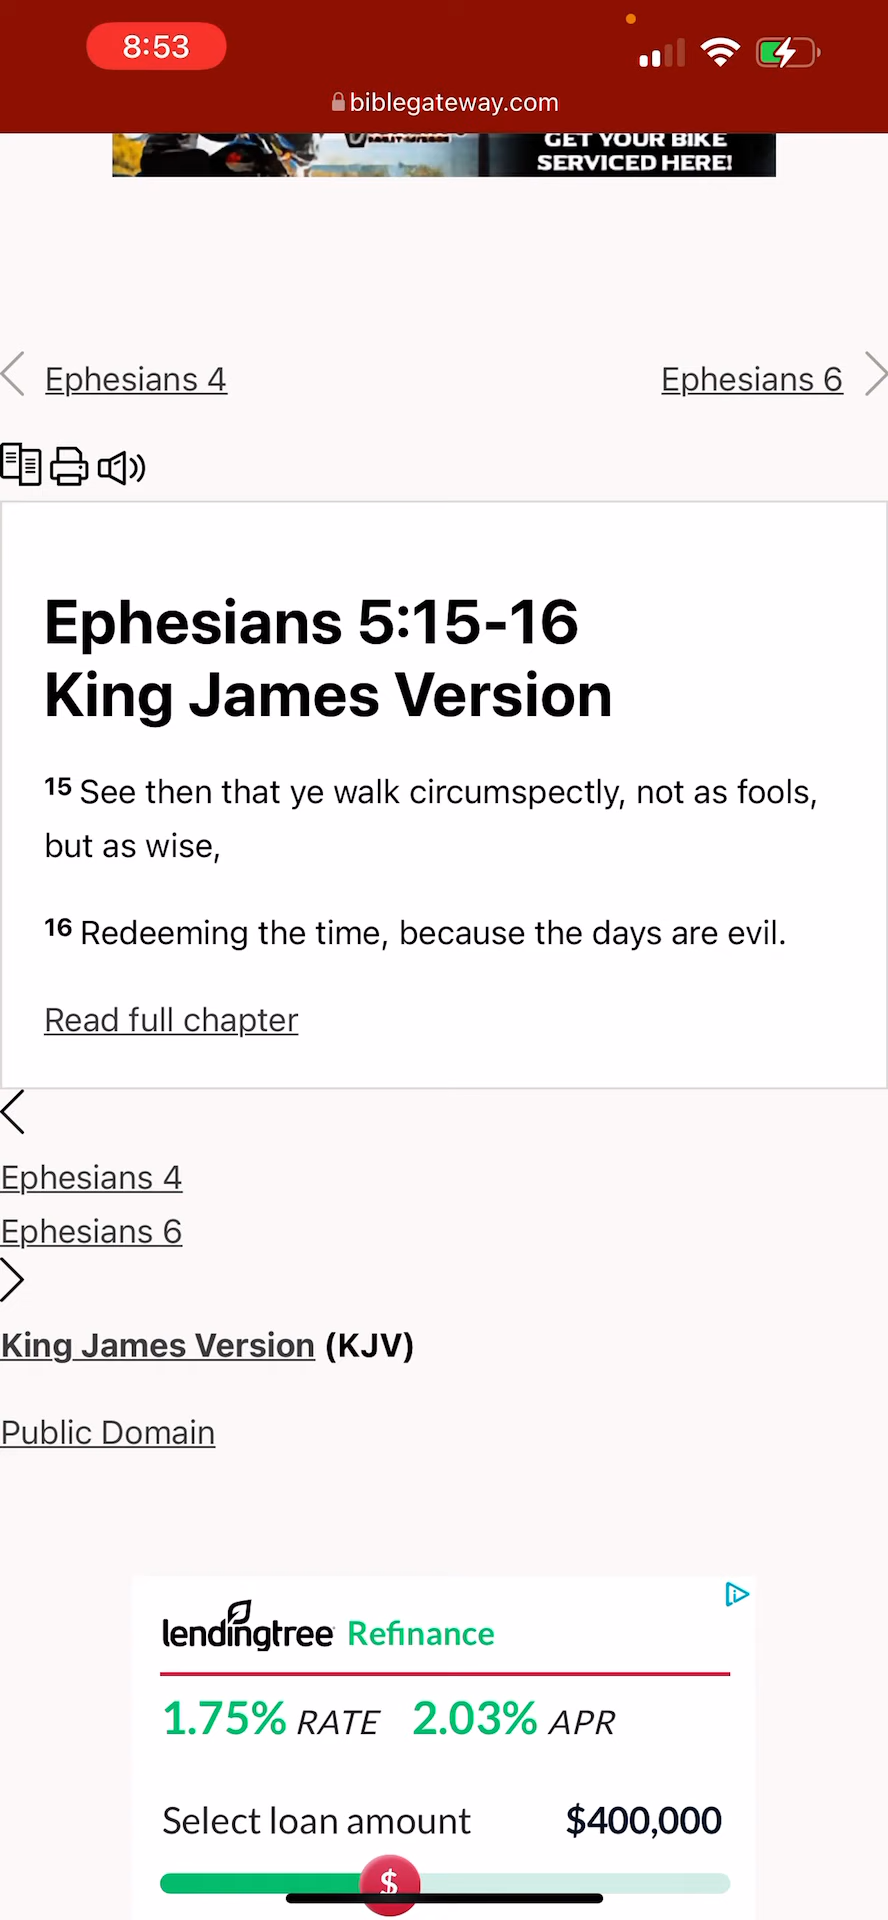 8:53
biblegateway.com
GET YOUR BIKE
SERVICED HERE!
Ephesians 4
Ephesians 6
Ephesians 5:15-16
King James Version
15 See then that ye walk circumspectly, not as fools,
but as wise,
16 Redeeming the time, because the days are evil.
Read full chapter
Ephesians 4
Ephesians 6
King James Version (KJV)
Public Domain
lendingtree Refinance
1.75% RATE 2.03% APR
Select loan amount $400,000
$